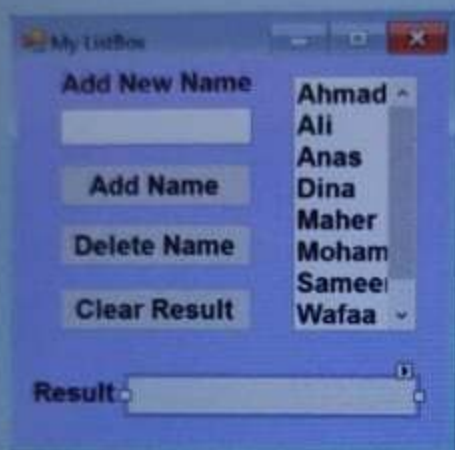 My ListBox
Add New Name
Add Name
Delete Name
Clear Result
Ahmad
Ali
Anas
Dina
Maher
Moham
Sameer
Wafaa
Result